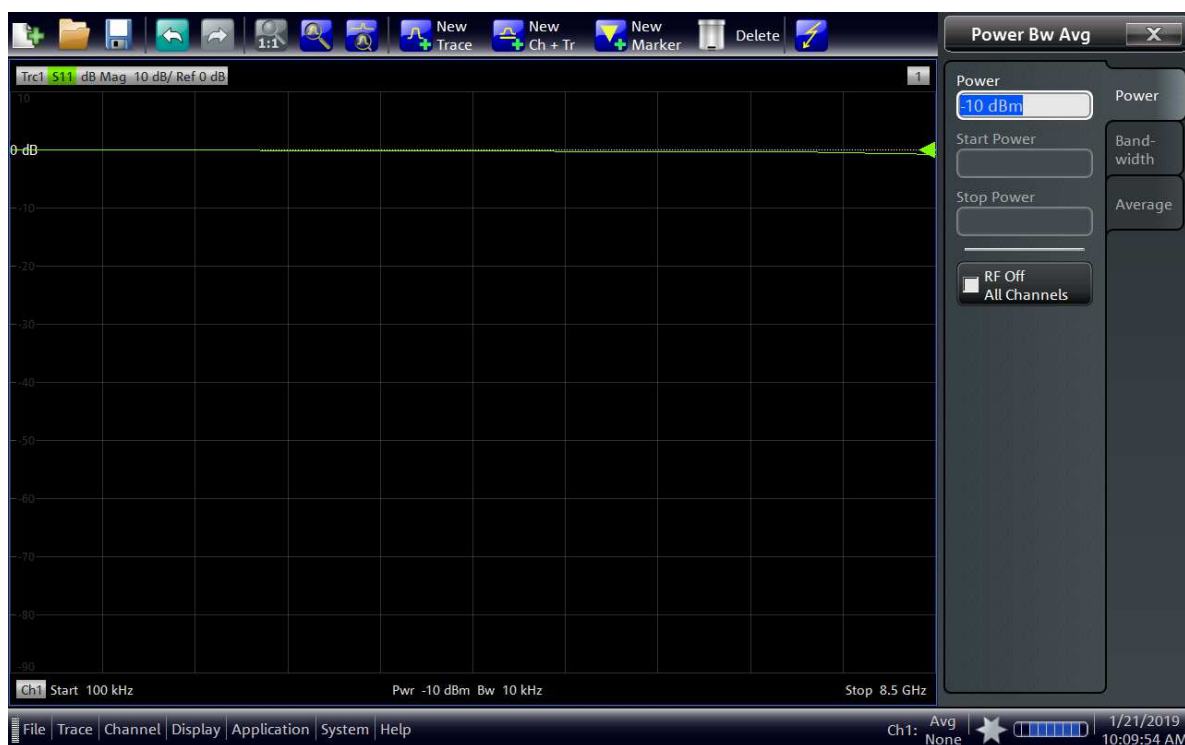 1:1
New
Trace
New
Ch + Tr
New
Marker
Delete
Power Bw Avg
X
Trc1 S11 dB Mag 10 dB/ Ref 0 dB
1
10
0 dB
-10
-20
-30
-40
-50
-60
-70
-80
-90
Ch1 Start 100 kHz
Pwr -10 dBm Bw 10 kHz
Stop 8.5 GHz
Power
-10 dBm
Start Power
Stop Power
RF Off
All Channels
Power
Band-
width
Average
File Trace Channel Display Application System Help
Ch1:
Avg
None
1/21/2019
10:09:54 AM